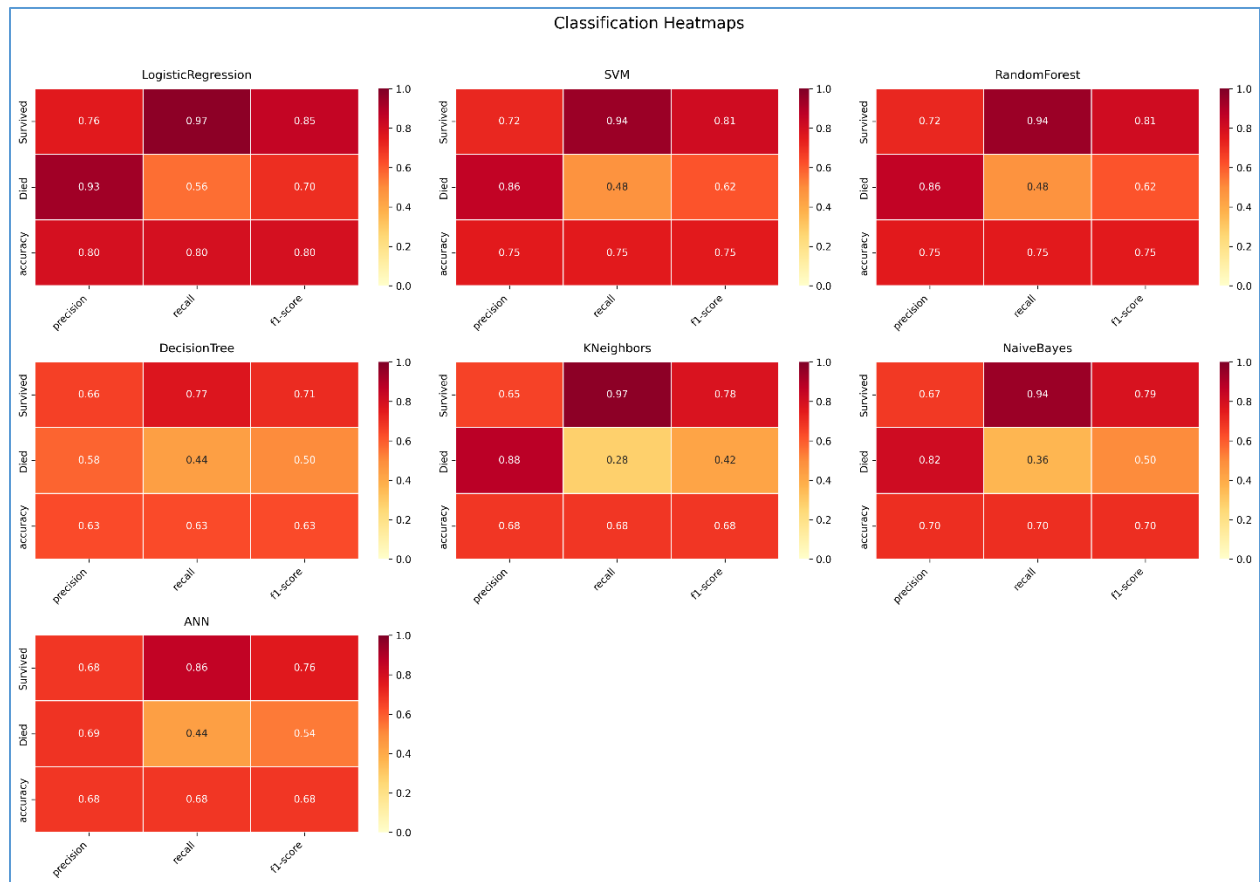 Classification Heatmaps
LogisticRegression
SVM
RandomForest
Survived
0.76 0.97 0.85
Died
0.93 0.56 0.70
accuracy
0.80 0.80 0.80
precision recall f1-score
1.0
0.8
0.6
0.4
0.2
0.0
Survived
0.72 0.94 0.81
Died
0.86 0.48 0.62
accuracy
0.75 0.75 0.75
precision recall f1-score
1.0
0.8
0.6
0.4
0.2
0.0
Survived
0.72 0.94 0.81
Died
0.86 0.48 0.62
accuracy
0.75 0.75 0.75
precision recall f1-score
1.0
0.8
0.6
0.4
0.2
0.0
DecisionTree
KNeighbors
NaiveBayes
Survived
0.66 0.77 0.71
Died
0.58 0.44 0.50
accuracy
0.63 0.63 0.63
precision recall f1-score
1.0
0.8
0.6
0.4
0.2
0.0
Survived
0.65 0.97 0.78
Died
0.88 0.28 0.42
accuracy
0.68 0.68 0.68
precision recall f1-score
1.0
0.8
0.6
0.4
0.2
0.0
Survived
0.67 0.94 0.79
Died
0.82 0.36 0.50
accuracy
0.70 0.70 0.70
precision recall f1-score
1.0
0.8
0.6
0.4
0.2
0.0
ANN
Survived
0.68 0.86 0.76
Died
0.69 0.44 0.54
accuracy
0.68 0.68 0.68
precision recall f1-score
1.0
0.8
0.6
0.4
0.2
0.0